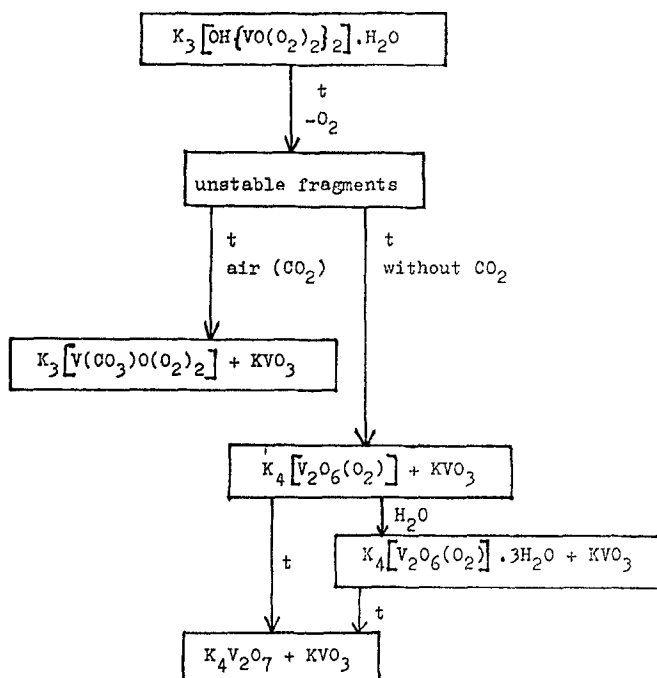 K₃[OH{VO(O₂)₂}₂].H₂O
t
-O₂
unstable fragments
t
air (CO₂)
t
without CO₂
K₃[V(CO₃)O(O₂)₂] + KVO₃
K₄[V₂O₆(O₂)] + KVO₃
H₂O
t
K₄[V₂O₆(O₂)].3H₂O + KVO₃
t
K₄V₂O₇ + KVO₃